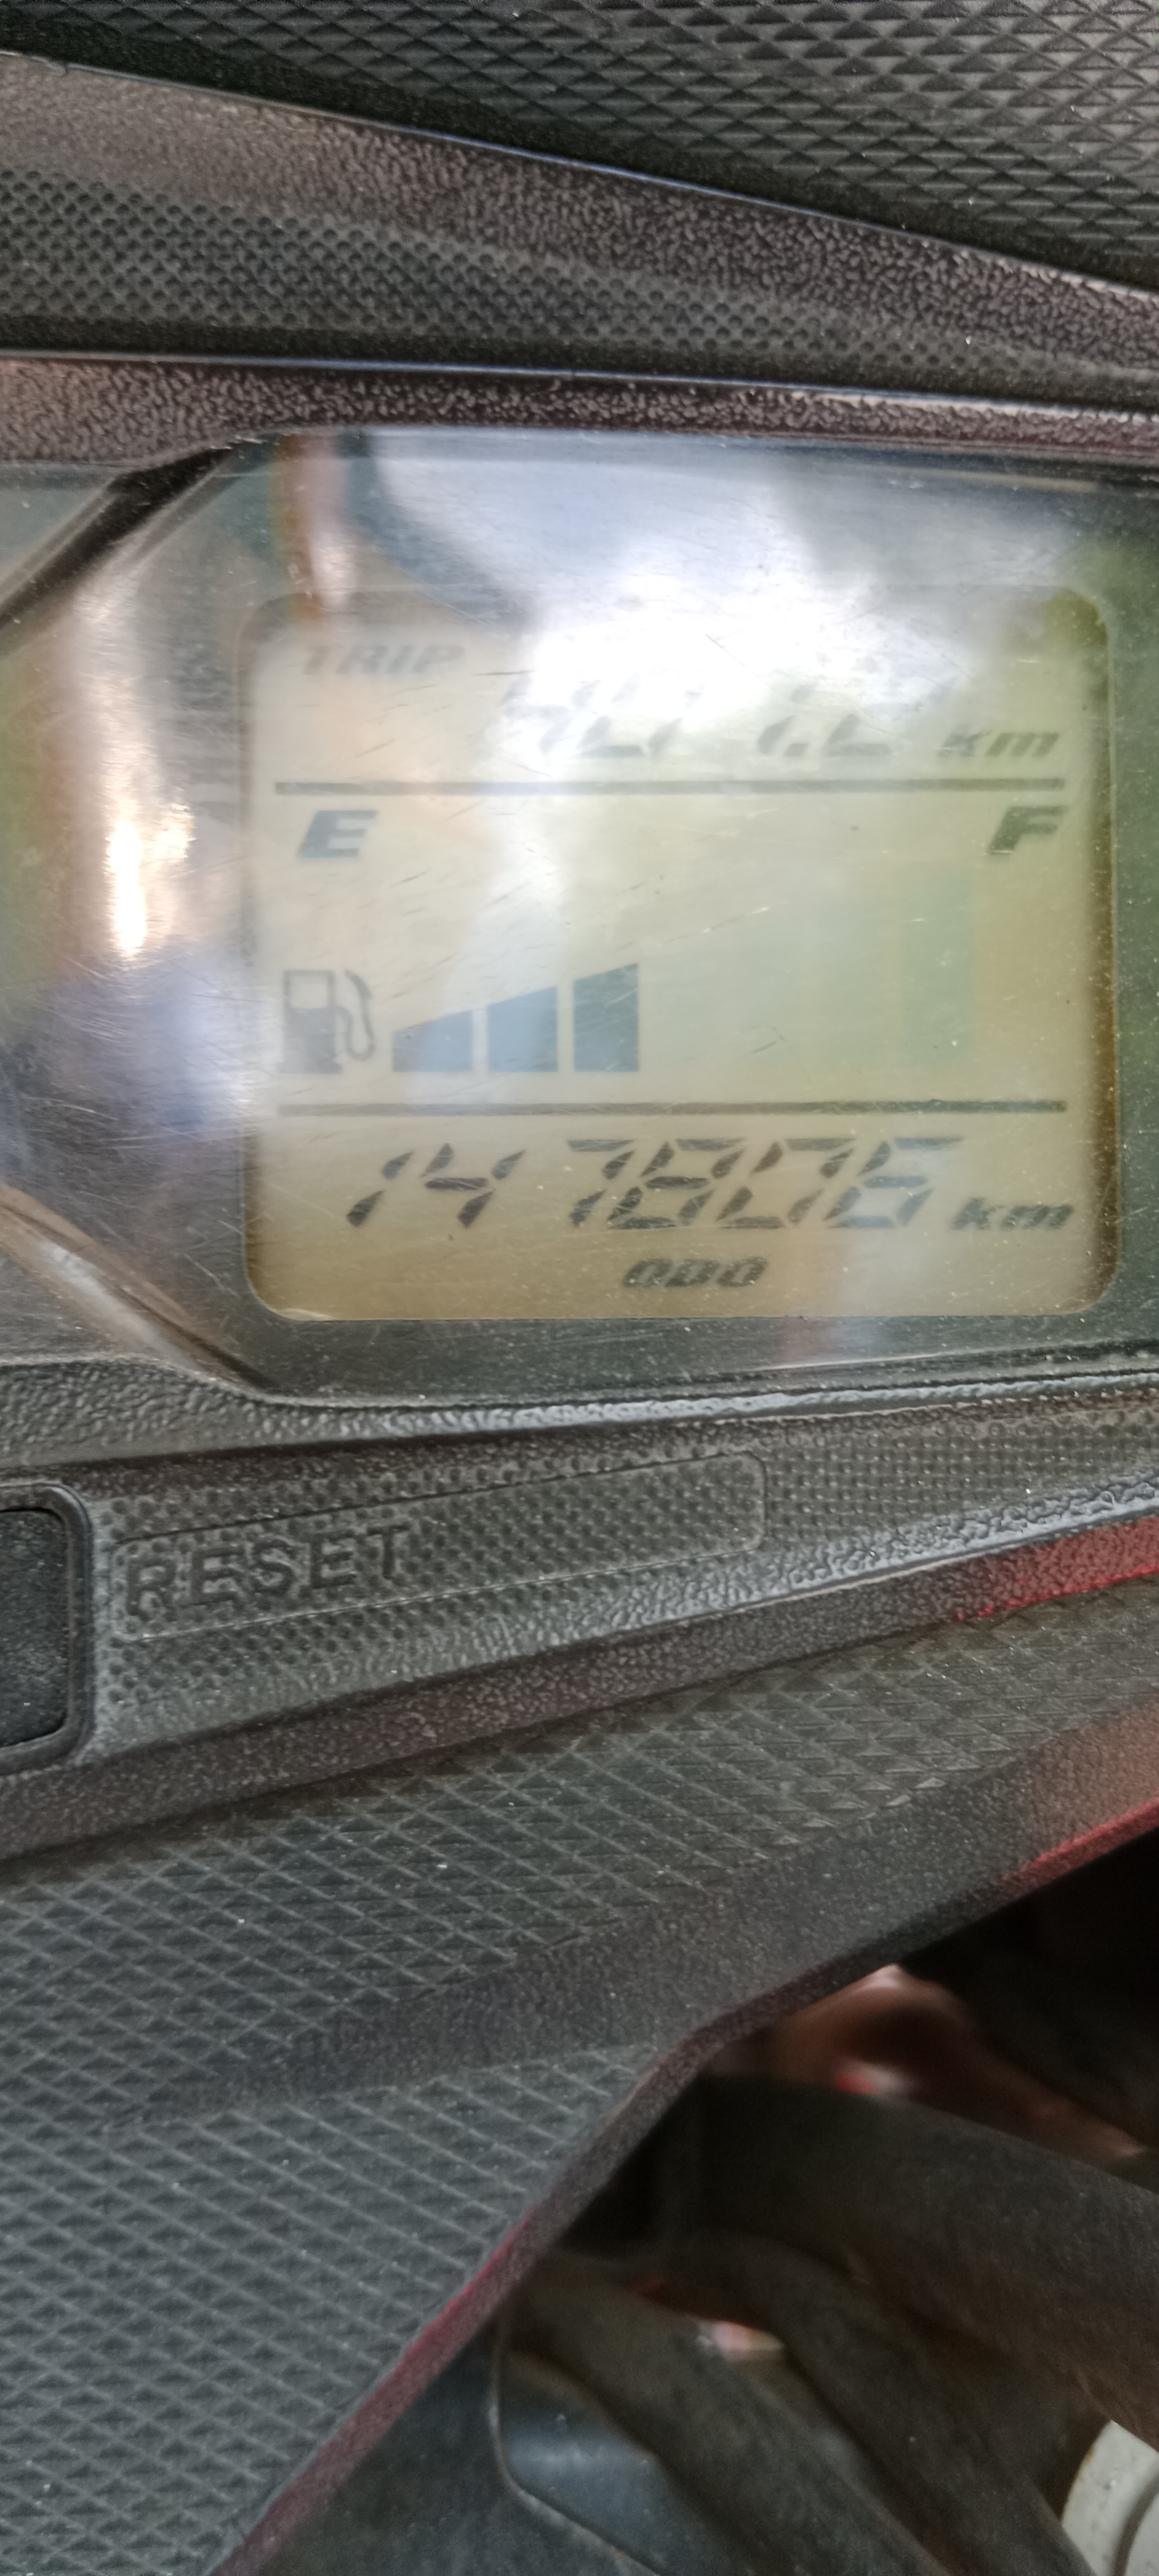 TRIP km
E F
147806 km
ODO
RESET